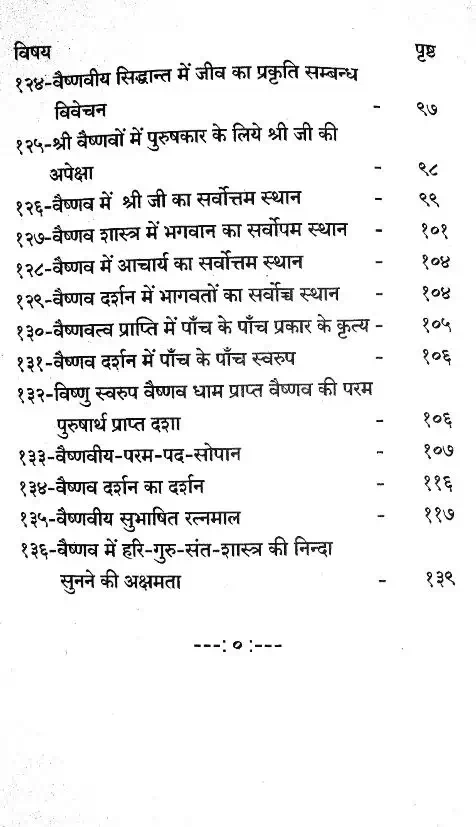 विषय पृष्ठ
१२४-वैष्णवीय सिद्धान्त में जीव का प्रकृति सम्बन्ध
विवेचन - ९७
१२५-श्री वैष्णवों में पुरुषकार के लिये श्री जी की
अपेक्षा - ९८
१२६-वैष्णव में श्री जी का सर्वोत्तम स्थान - ९९
१२७-वैष्णव शास्त्र में भगवान का सर्वोपम स्थान - १०१
१२८-वैष्णव में आचार्य का सर्वोत्तम स्थान - १०४
१२९-वैष्णव दर्शन में भागवतों का सर्वोच्च स्थान - १०४
१३०-वैष्णवत्व प्राप्ति में पाँच के पाँच प्रकार के कृत्य - १०५
१३१-वैष्णव दर्शन में पाँच के पाँच स्वरुप - १०६
१३२-विष्णु स्वरुप वैष्णव धाम प्राप्त वैष्णव की परम
पुरुषार्थ प्राप्त दशा - १०६
१३३-वैष्णवीय-परम-पद-सोपान - १०७
१३४-वैष्णव दर्शन का दर्शन - ११६
१३५-वैष्णवीय सुभाषित रत्नमाल - ११७
१३६-वैष्णव में हरि-गुरु-संत-शास्त्र की निन्दा
सुनने की अक्षमता - १३९
---:०:---